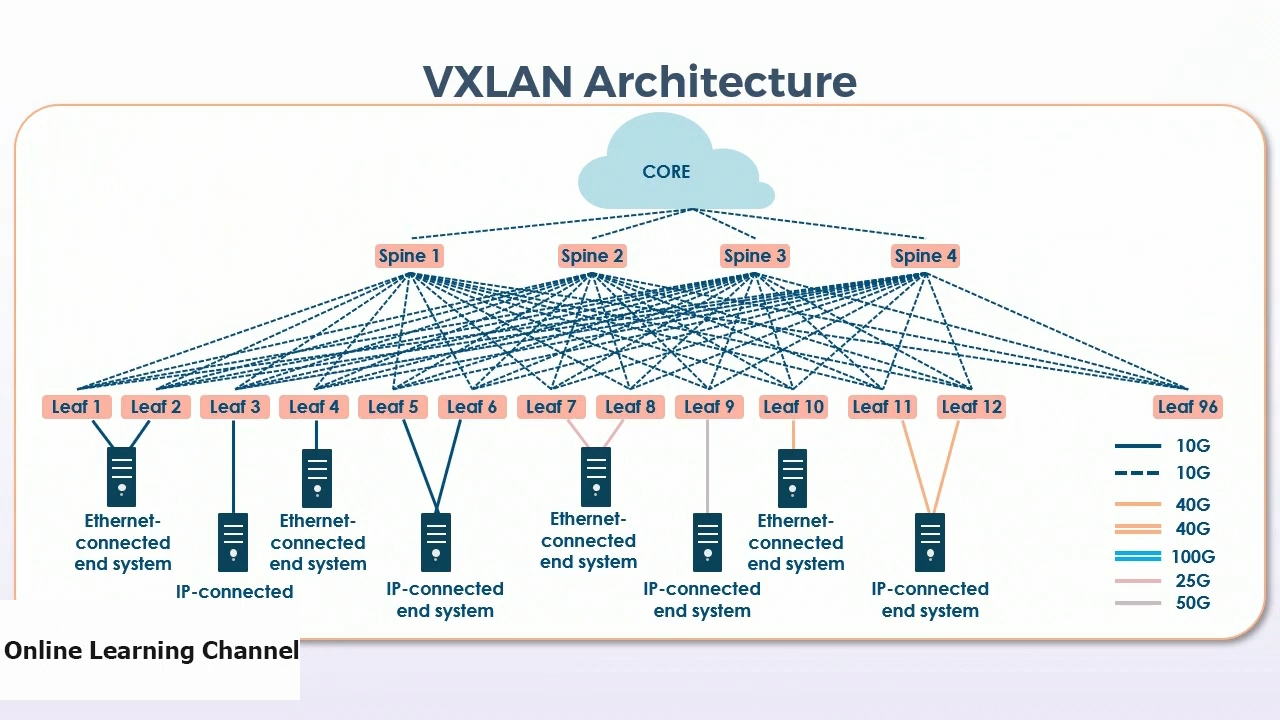 VXLAN Architecture
CORE
Spine 1
Spine 2
Spine 3
Spine 4
Leaf 1
Leaf 2
Leaf 3
Leaf 4
Leaf 5
Leaf 6
Leaf 7
Leaf 8
Leaf 9
Leaf 10
Leaf 11
Leaf 12
Leaf 96
Ethernet-
connected
end system
IP-connected
Ethernet-
connected
end system
IP-connected
end system
Ethernet-
connected
end system
IP-connected
end system
Ethernet-
connected
end system
IP-connected
end system
10G
10G
40G
40G
100G
25G
50G
Online Learning Channel